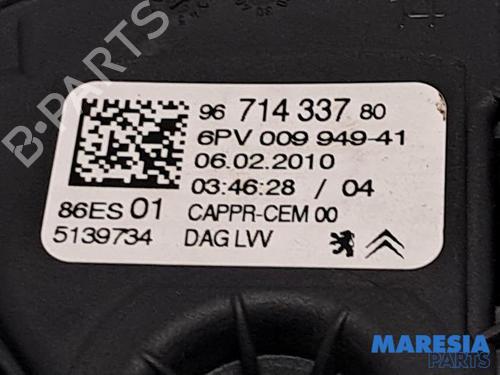 96 714 337 80
6PV 009 949-41
06.02.2010
03:46:28 / 04
86ES 01 CAPPR-CEM 00
5139734 DAG LVV
B-PARTS
MARESIA
PARTS